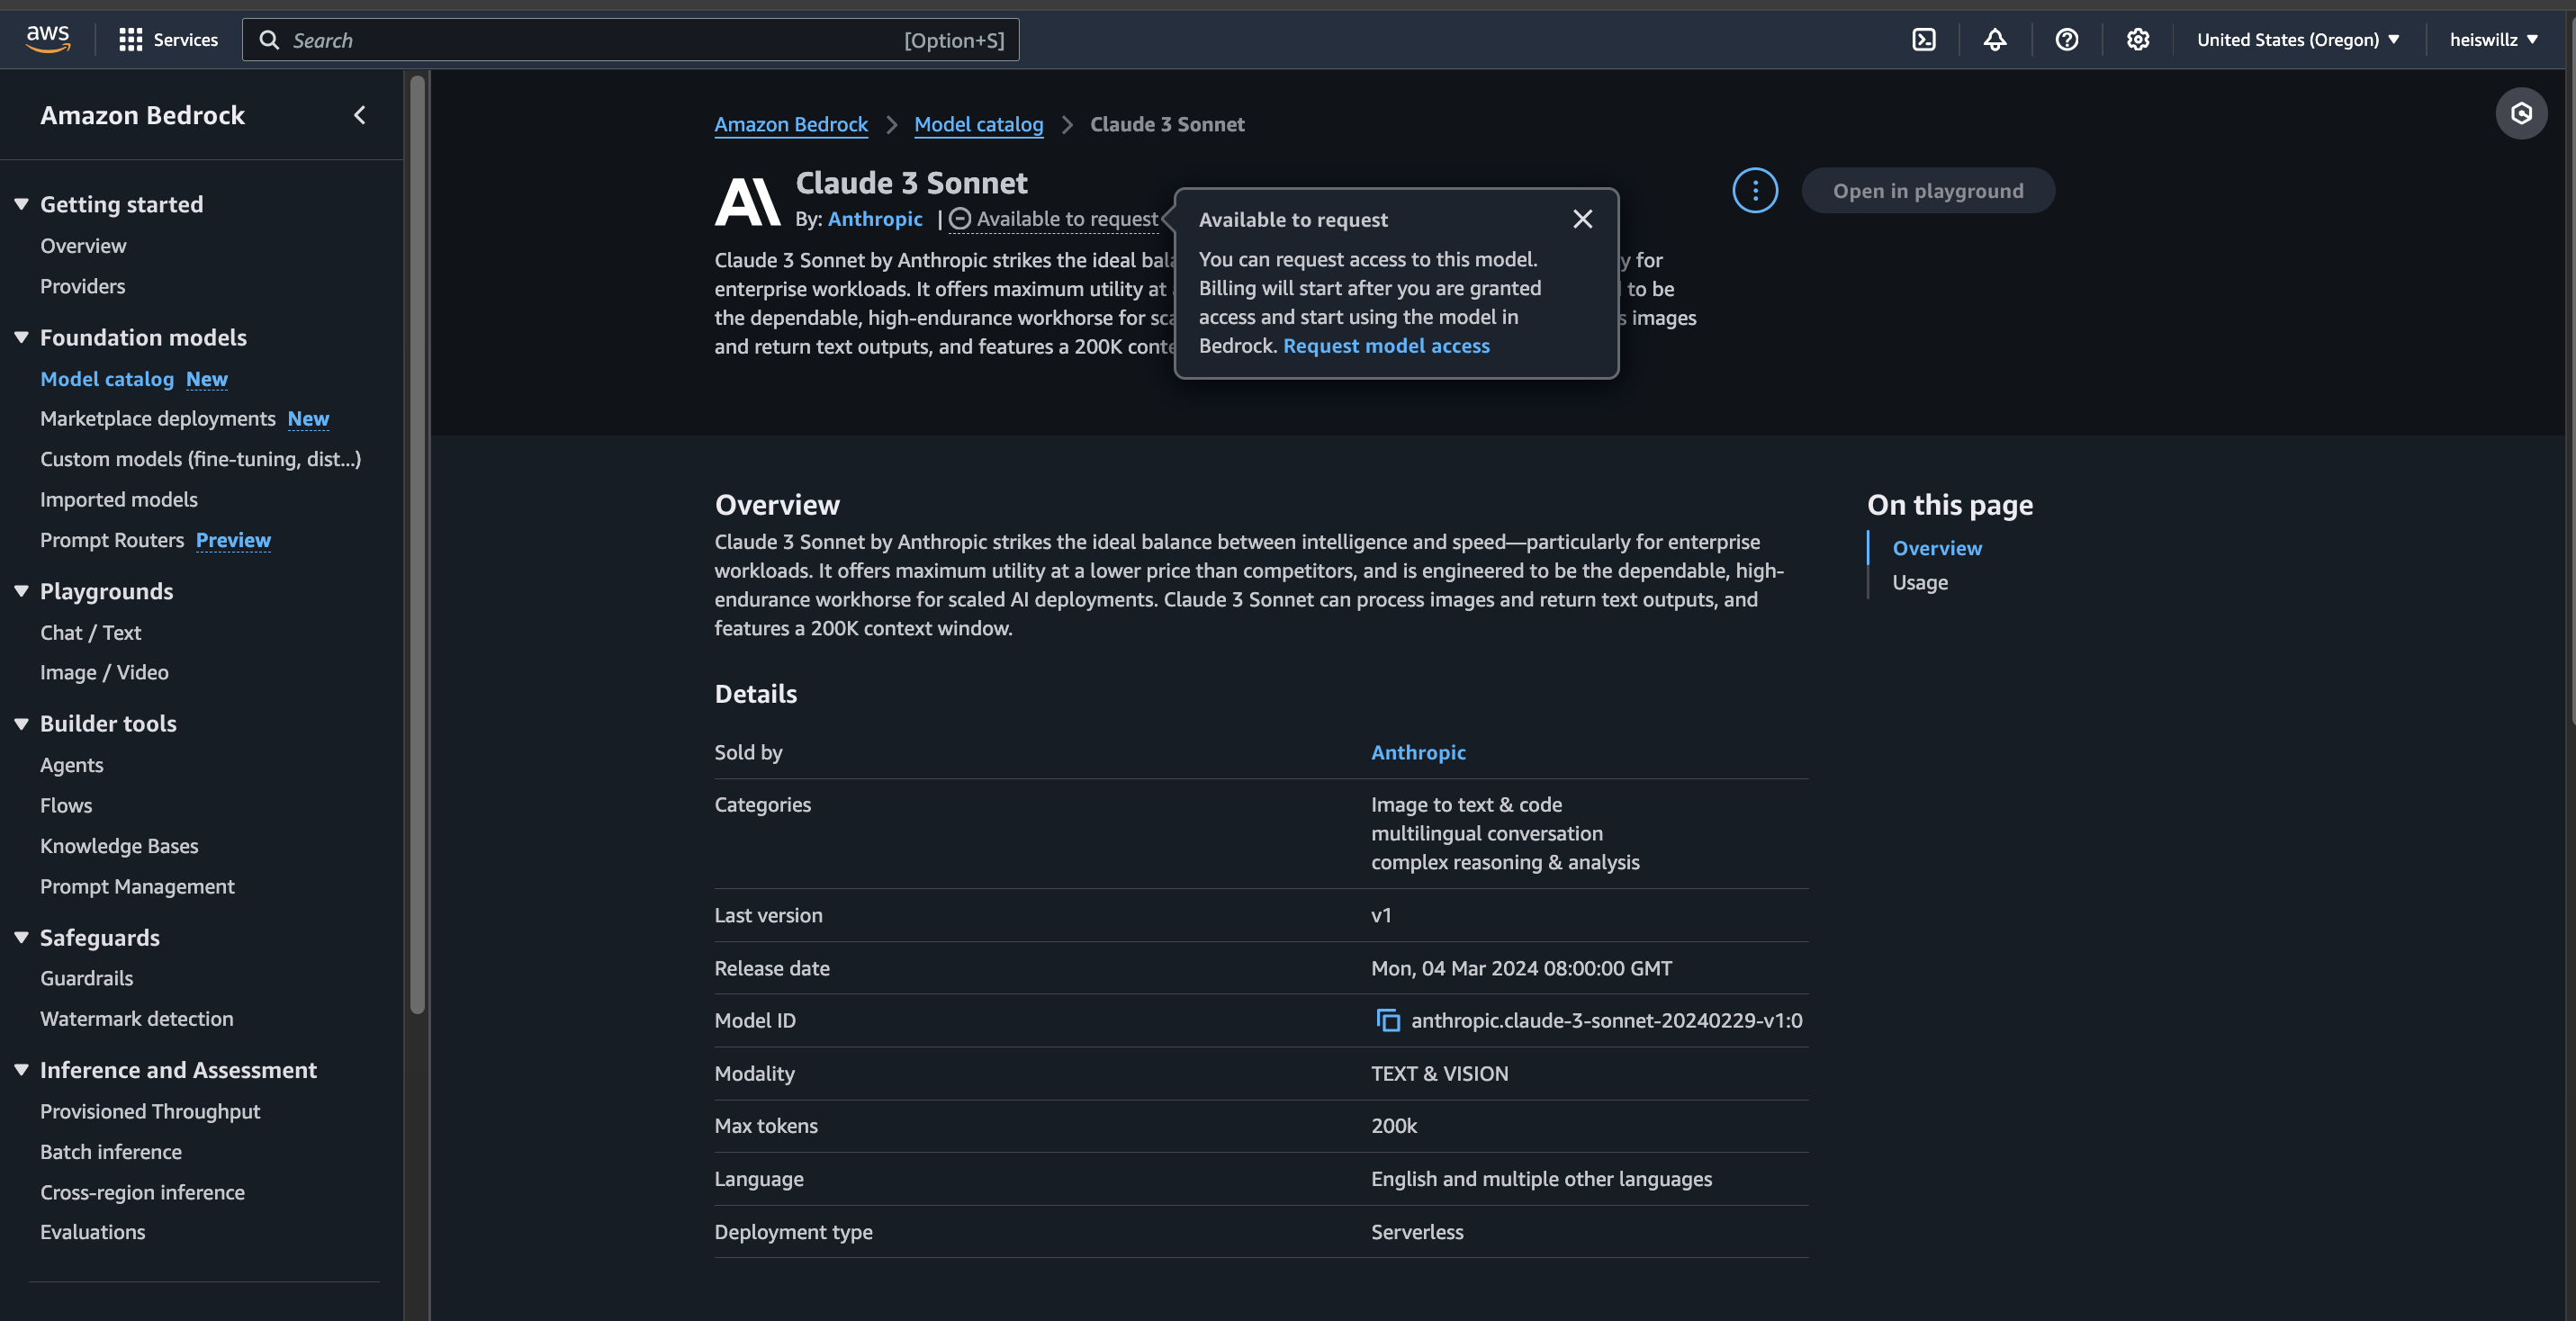 aws
Services
Search
[Option+S]
United States (Oregon)
heiswillz
Amazon Bedrock
Getting started
Overview
Providers
Foundation models
Model catalog New
Marketplace deployments New
Custom models (fine-tuning, dist...)
Imported models
Prompt Routers Preview
Playgrounds
Chat / Text
Image / Video
Builder tools
Agents
Flows
Knowledge Bases
Prompt Management
Safeguards
Guardrails
Watermark detection
Inference and Assessment
Provisioned Throughput
Batch inference
Cross-region inference
Evaluations
Amazon Bedrock > Model catalog > Claude 3 Sonnet
Claude 3 Sonnet
By: Anthropic | Available to request
Claude 3 Sonnet by Anthropic strikes the ideal y for
enterprise workloads. It offers maximum utility at to be
the dependable, high-endurance workhorse for images
and return text outputs, and features a 200K
Available to request
You can request access to this model.
Billing will start after you are granted
access and start using the model in
Bedrock. Request model access
Open in playground
Overview
Claude 3 Sonnet by Anthropic strikes the ideal balance between intelligence and speed—particularly for enterprise
workloads. It offers maximum utility at a lower price than competitors, and is engineered to be the dependable, high-
endurance workhorse for scaled AI deployments. Claude 3 Sonnet can process images and return text outputs, and
features a 200K context window.
Details
Sold by Anthropic
Categories Image to text & code
multilingual conversation
complex reasoning & analysis
Last version v1
Release date Mon, 04 Mar 2024 08:00:00 GMT
Model ID anthropic.claude-3-sonnet-20240229-v1:0
Modality TEXT & VISION
Max tokens 200k
Language English and multiple other languages
Deployment type Serverless
On this page
Overview
Usage